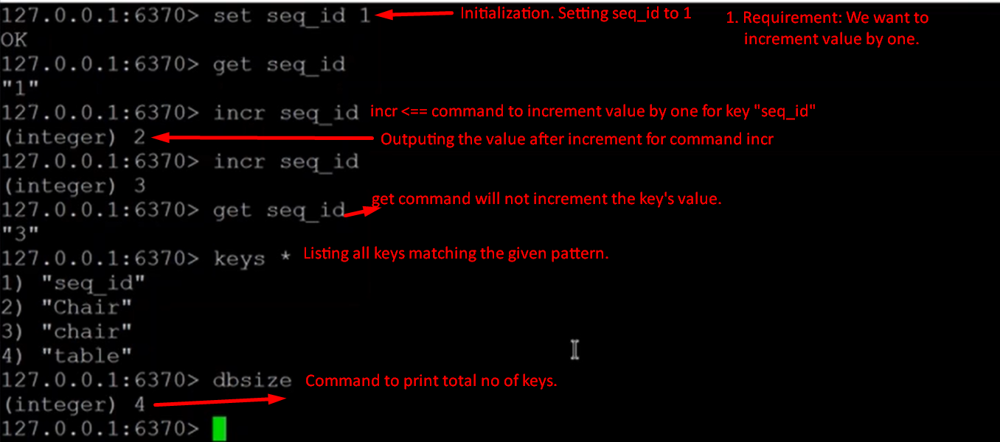 127.0.0.1:6370> set seq_id 1 Initialization. Setting seq_id to 1
1. Requirement: We want to
increment value by one.
OK
127.0.0.1:6370> get seq_id
"1"
127.0.0.1:6370> incr seq_id incr <== command to increment value by one for key "seq_id"
(integer) 2 Outputing the value after increment for command incr
127.0.0.1:6370> incr seq_id
(integer) 3
127.0.0.1:6370> get seq_id get command will not increment the key's value.
"3"
127.0.0.1:6370> keys * Listing all keys matching the given pattern.
1) "seq_id"
2) "Chair"
3) "chair"
4) "table"
127.0.0.1:6370> dbsize Command to print total no of keys.
(integer) 4
127.0.0.1:6370>